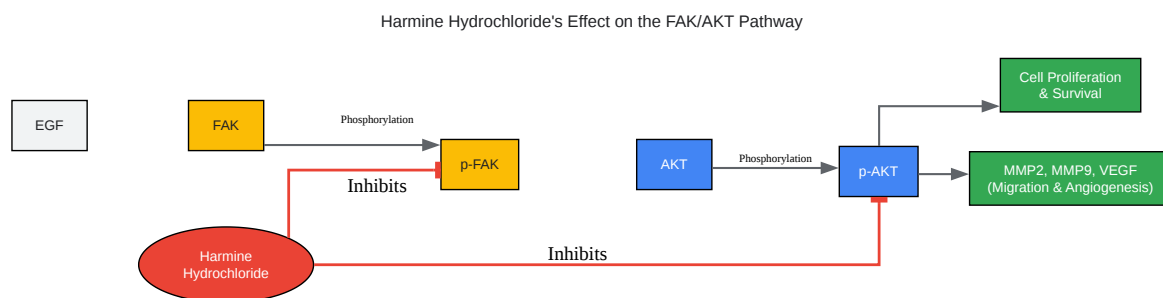 Harmine Hydrochloride's Effect on the FAK/AKT Pathway
Cell Proliferation
& Survival
EGF
FAK
Phosphorylation
p-FAK
AKT
Phosphorylation
p-AKT
MMP2, MMP9, VEGF
(Migration & Angiogenesis)
Inhibits
Harmine
Hydrochloride
Inhibits